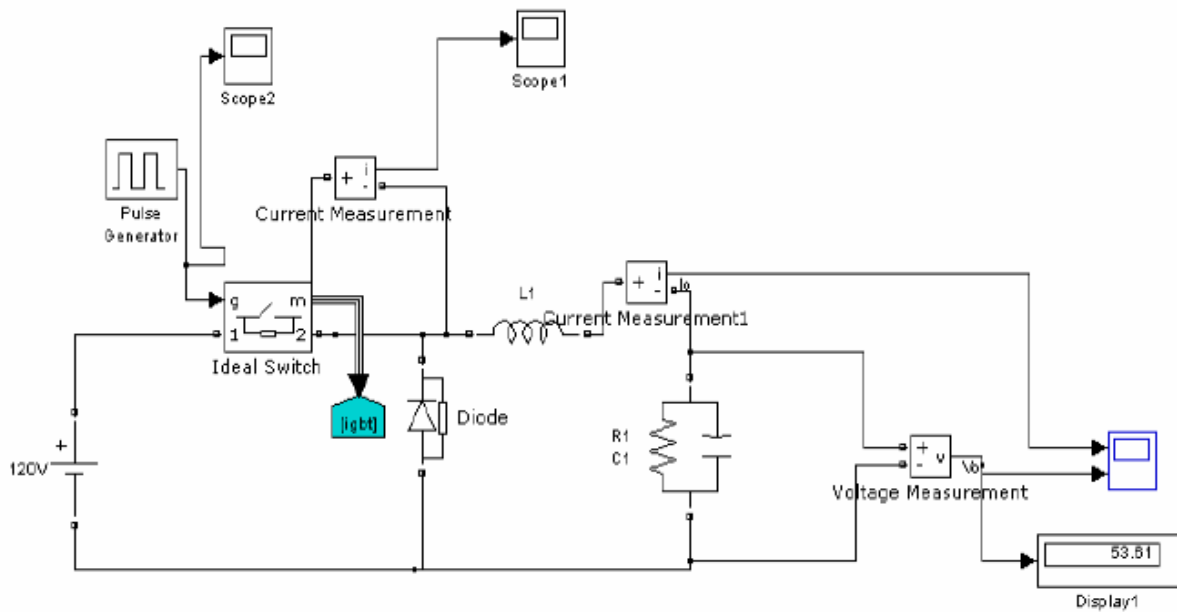 Scope2
Scope1
+ i -
Pulse
Generator
Current Measurement
g m
1 2
Ideal Switch
L1
+ i -
Io
Current Measurement1
[igbt]
Diode
+
120V
R1
C1
+ v -
Vo
Voltage Measurement
53.61
Display1